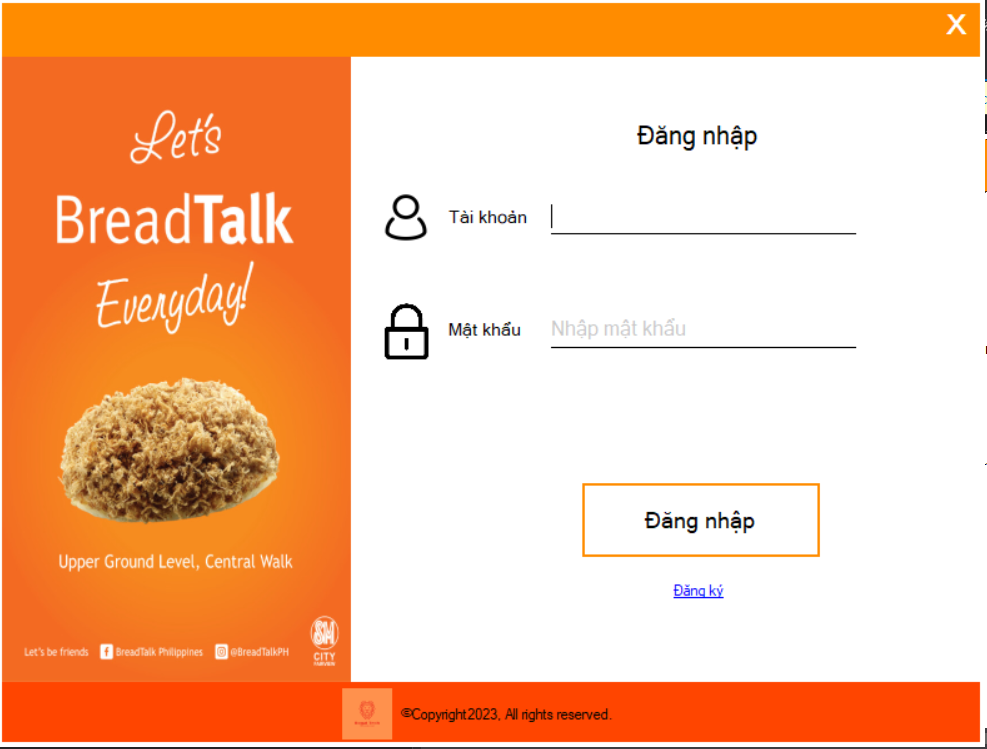 X
Let's
BreadTalk
Everyday!
Upper Ground Level, Central Walk
Let's be friends f BreadTalk Philippines @BreadTalkPH
SM
CITY
FAIRVIEW
Đăng nhập
Tài khoản
Mật khẩu Nhập mật khẩu
Đăng nhập
Đăng ký
©Copyright2023, All rights reserved.